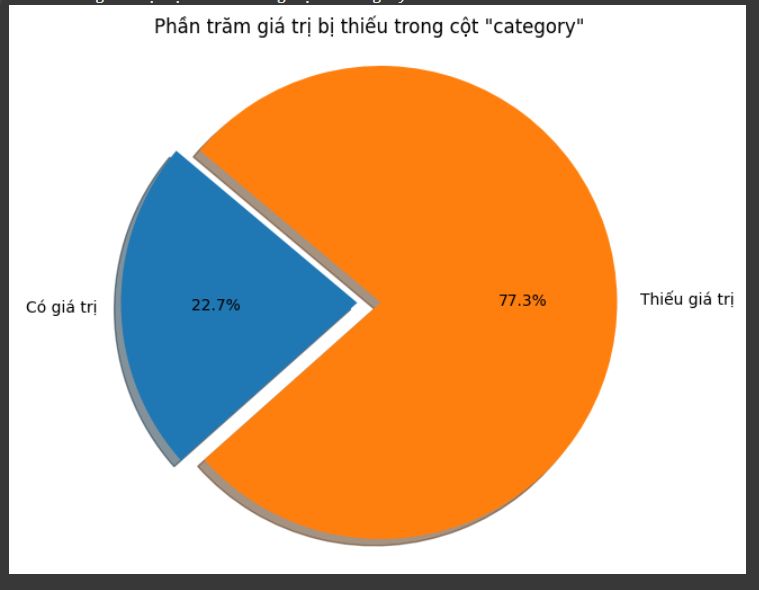 Phần trăm giá trị bị thiếu trong cột "category"
Có giá trị
22.7%
77.3%
Thiếu giá trị